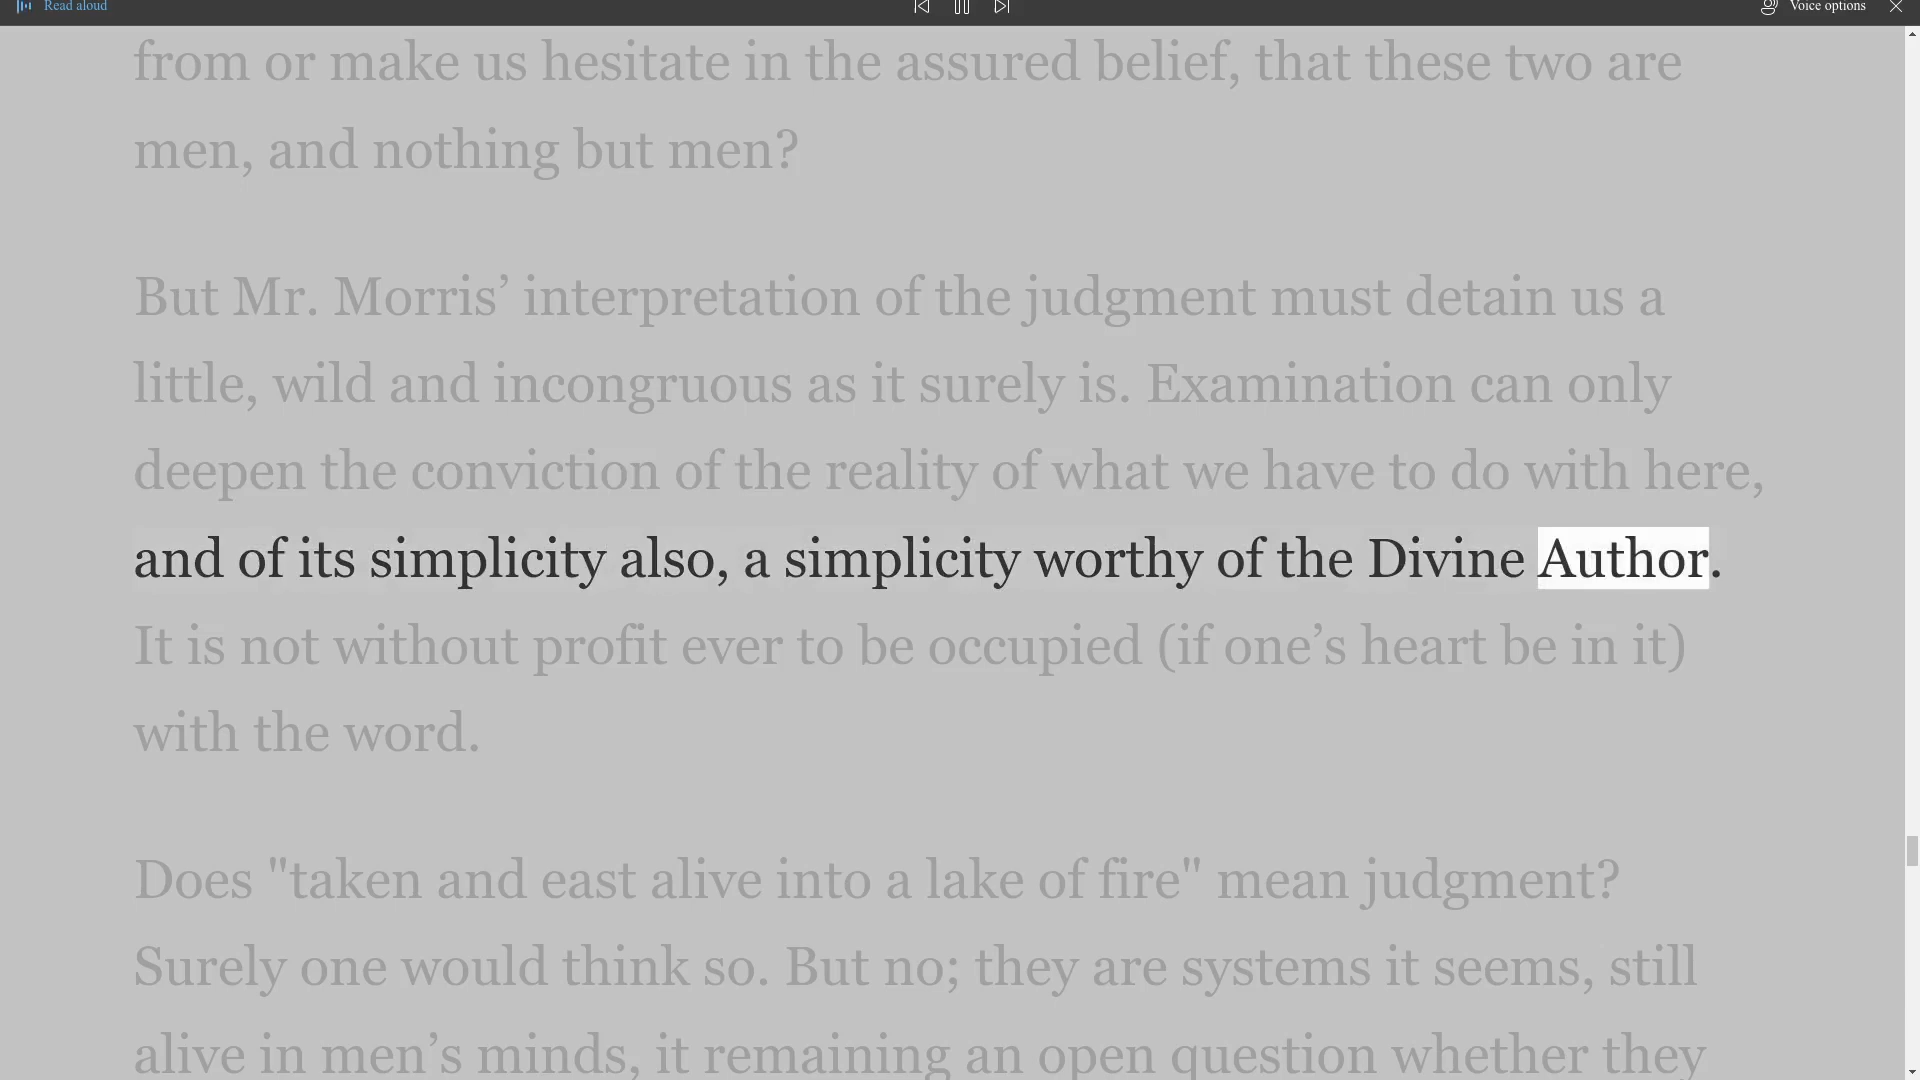 Read aloud
Voice options
from or make us hesitate in the assured belief, that these two are
men, and nothing but men?
But Mr. Morris’ interpretation of the judgment must detain us a
little, wild and incongruous as it surely is. Examination can only
deepen the conviction of the reality of what we have to do with here,
and of its simplicity also, a simplicity worthy of the Divine Author.
It is not without profit ever to be occupied (if one’s heart be in it)
with the word.
Does "taken and east alive into a lake of fire" mean judgment?
Surely one would think so. But no; they are systems it seems, still
alive in men’s minds, it remaining an open question whether they